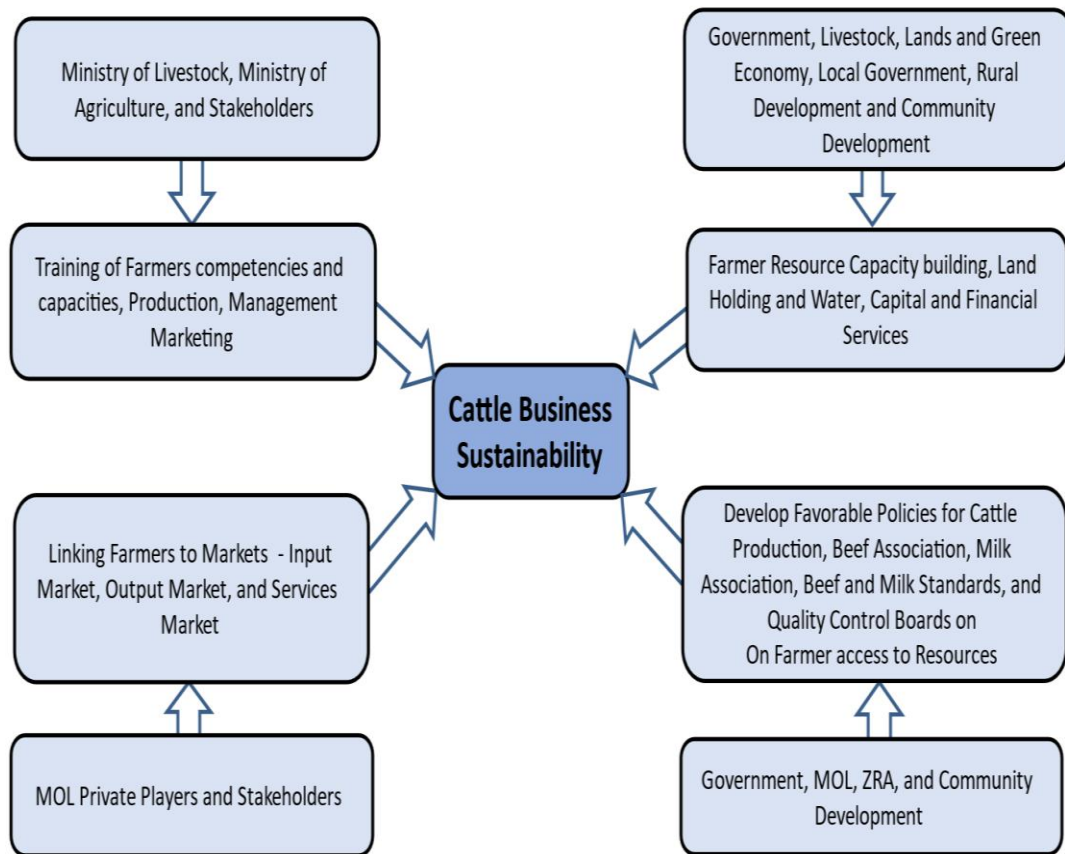 Ministry of Livestock, Ministry of
Agriculture, and Stakeholders
Government, Livestock, Lands and Green
Economy, Local Government, Rural
Development and Community
Development
Training of Farmers competencies and
capacities, Production, Management
Marketing
Farmer Resource Capacity building, Land
Holding and Water, Capital and Financial
Services
Cattle Business
Sustainability
Linking Farmers to Markets - Input
Market, Output Market, and Services
Market
Develop Favorable Policies for Cattle
Production, Beef Association, Milk
Association, Beef and Milk Standards, and
Quality Control Boards on
On Farmer access to Resources
MOL Private Players and Stakeholders
Government, MOL, ZRA, and Community
Development